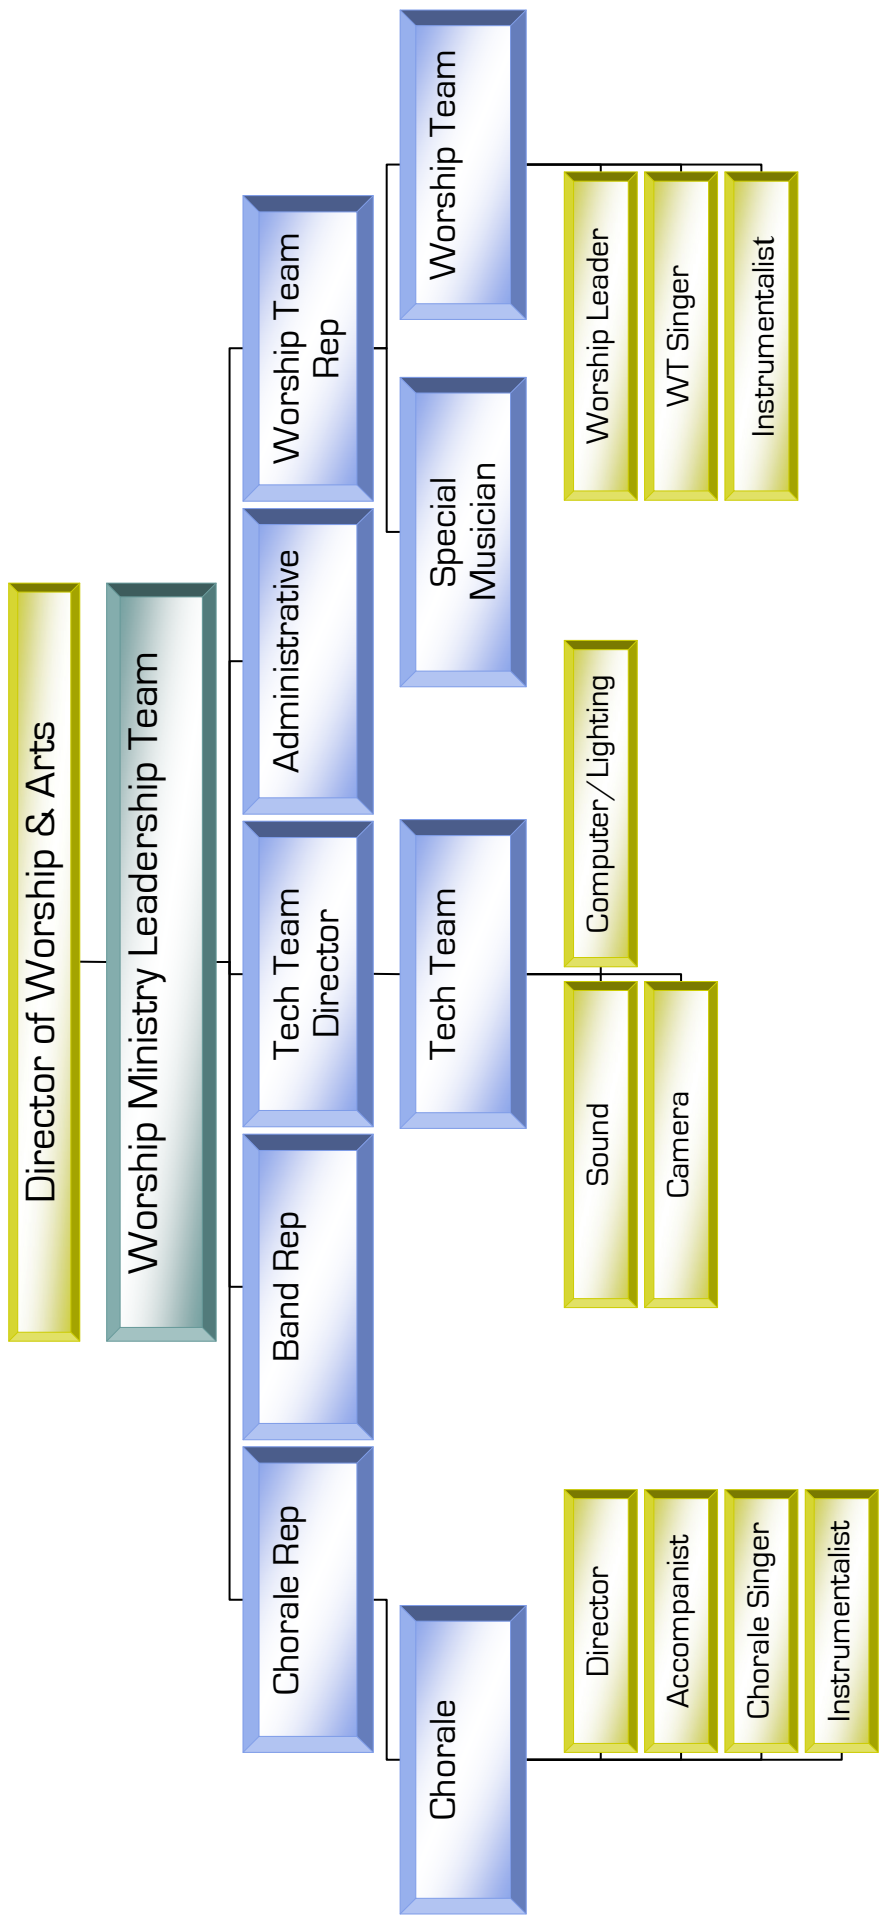 Director of Worship & Arts
Worship Ministry Leadership Team
Chorale Rep
Band Rep
Tech Team
Director
Administrative
Worship Team
Rep
Chorale
Tech Team
Special
Musician
Worship Team
Director
Accompanist
Chorale Singer
Instrumentalist
Sound
Camera
Computer/Lighting
Worship Leader
WT Singer
Instrumentalist